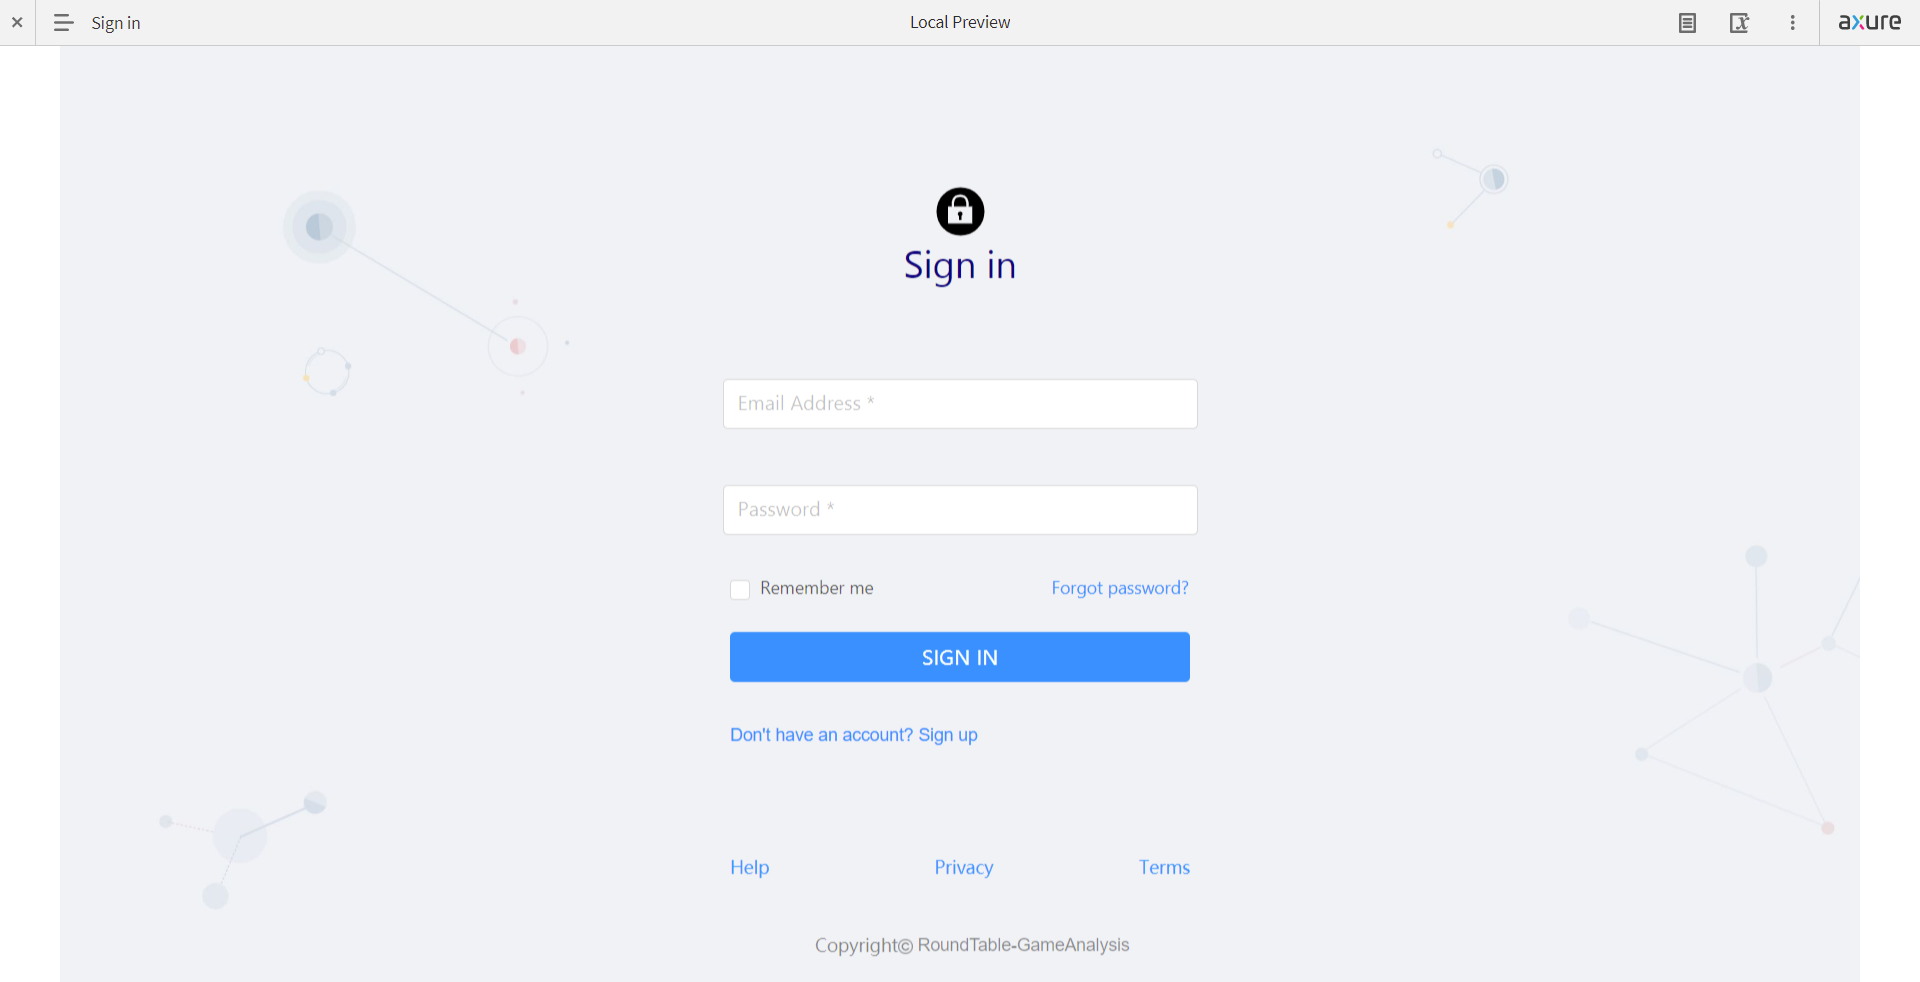 Sign in
Local Preview
axure
Sign in
Email Address *
Password *
Remember me
Forgot password?
SIGN IN
Don't have an account? Sign up
Help
Privacy
Terms
Copyright© RoundTable-GameAnalysis